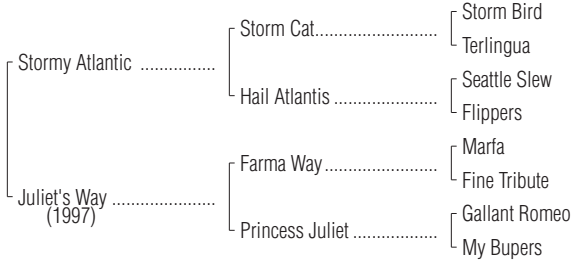 Storm Bird
Storm Cat.......................
Terlingua
Stormy Atlantic ................
Seattle Slew
Hail Atlantis ......................
Flippers
Marfa
Farma Way........................
Fine Tribute
Juliet's Way ......................
(1997)
Gallant Romeo
Princess Juliet ..................
My Bupers